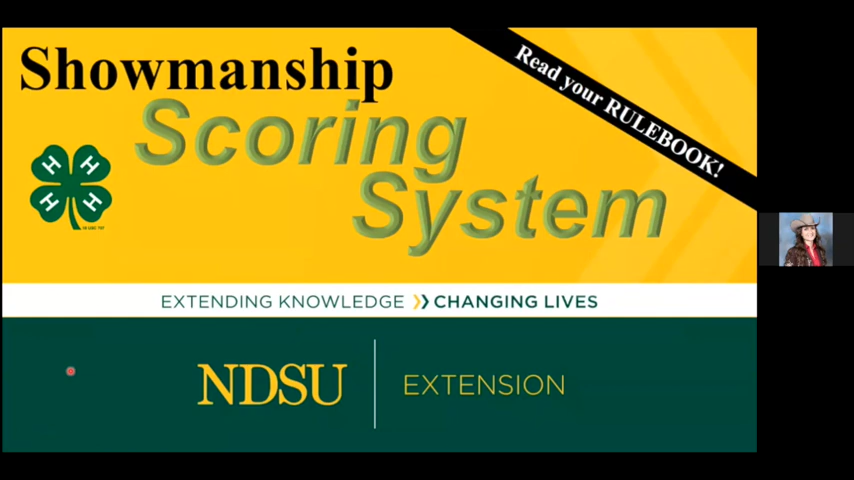 Showmanship
Scoring
System
Read your RULEBOOK!
H H
H H
EXTENDING KNOWLEDGE CHANGING LIVES
NDSU EXTENSION